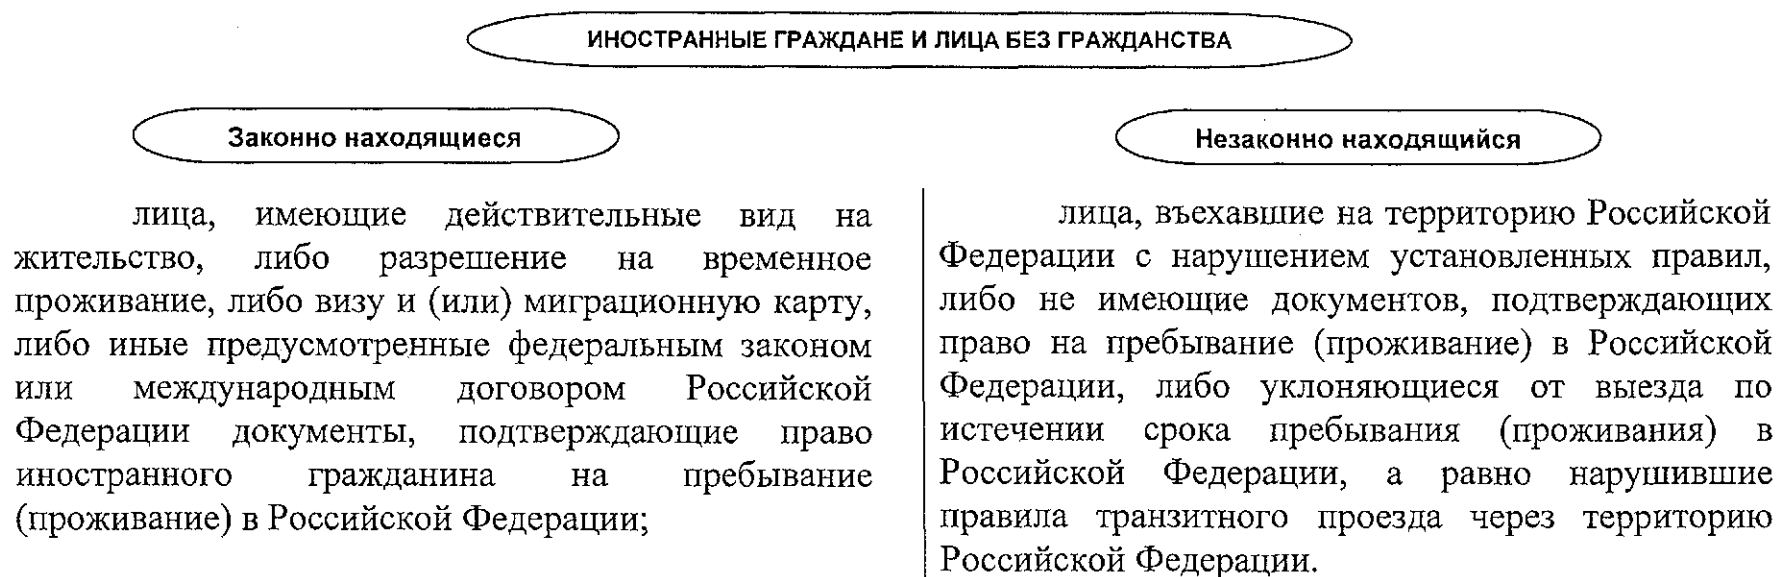 ИНОСТРАННЫЕ ГРАЖДАНЕ И ЛИЦА БЕЗ ГРАЖДАНСТВА
Законно находящиеся
лица, имеющие действительные вид на
жительство, либо разрешение на временное
проживание, либо визу и (или) миграционную карту,
либо иные предусмотренные федеральным законом
или международным договором Российской
Федерации документы, подтверждающие право
иностранного гражданина на пребывание
(проживание) в Российской Федерации;
Незаконно находящийся
лица, въехавшие на территорию Российской
Федерации с нарушением установленных правил,
либо не имеющие документов, подтверждающих
право на пребывание (проживание) в Российской
Федерации, либо уклоняющиеся от выезда по
истечении срока пребывания (проживания) в
Российской Федерации, а равно нарушившие
правила транзитного проезда через территорию
Российской Федерации.